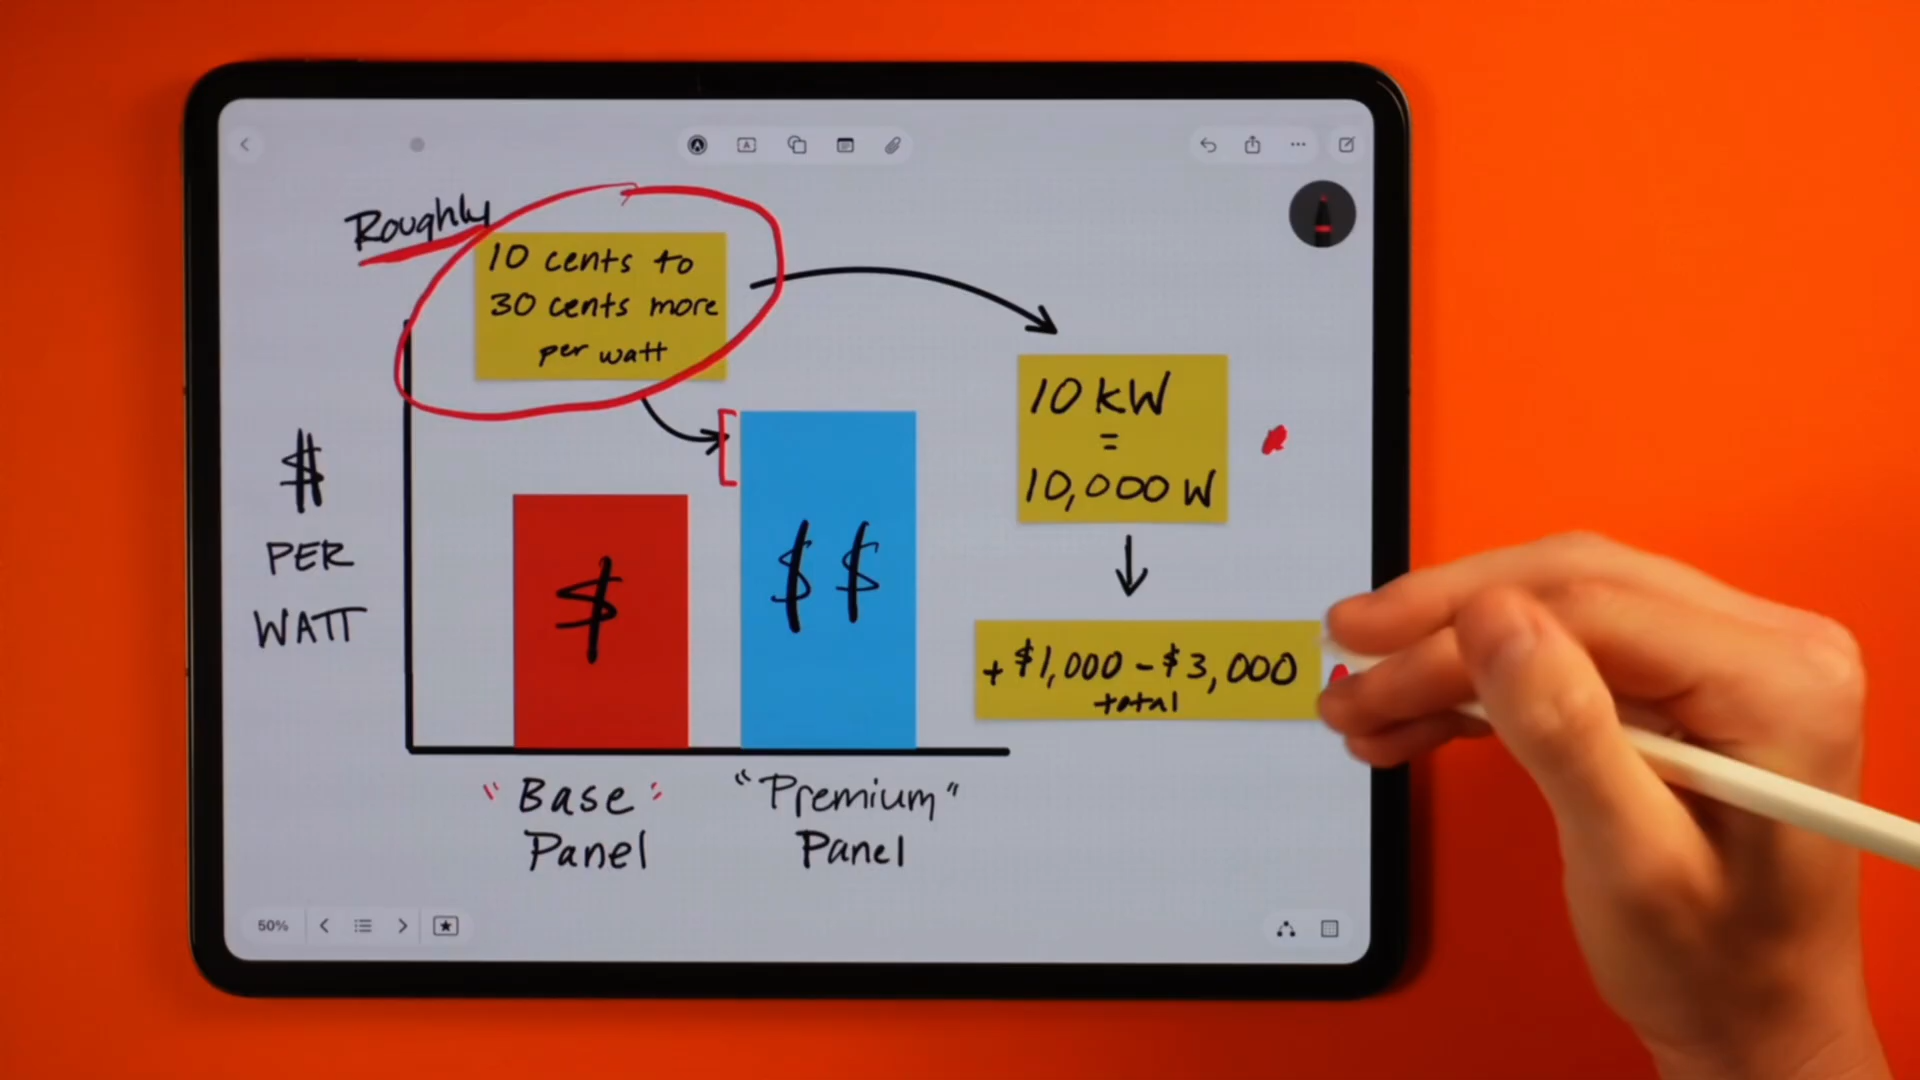 Roughly
10 cents to
30 cents more
per watt
10 kW
=
10,000 W
$
PER
WATT
$
$$
+ $1,000 - $3,000
total
"Base"
Panel
"Premium"
Panel
50%